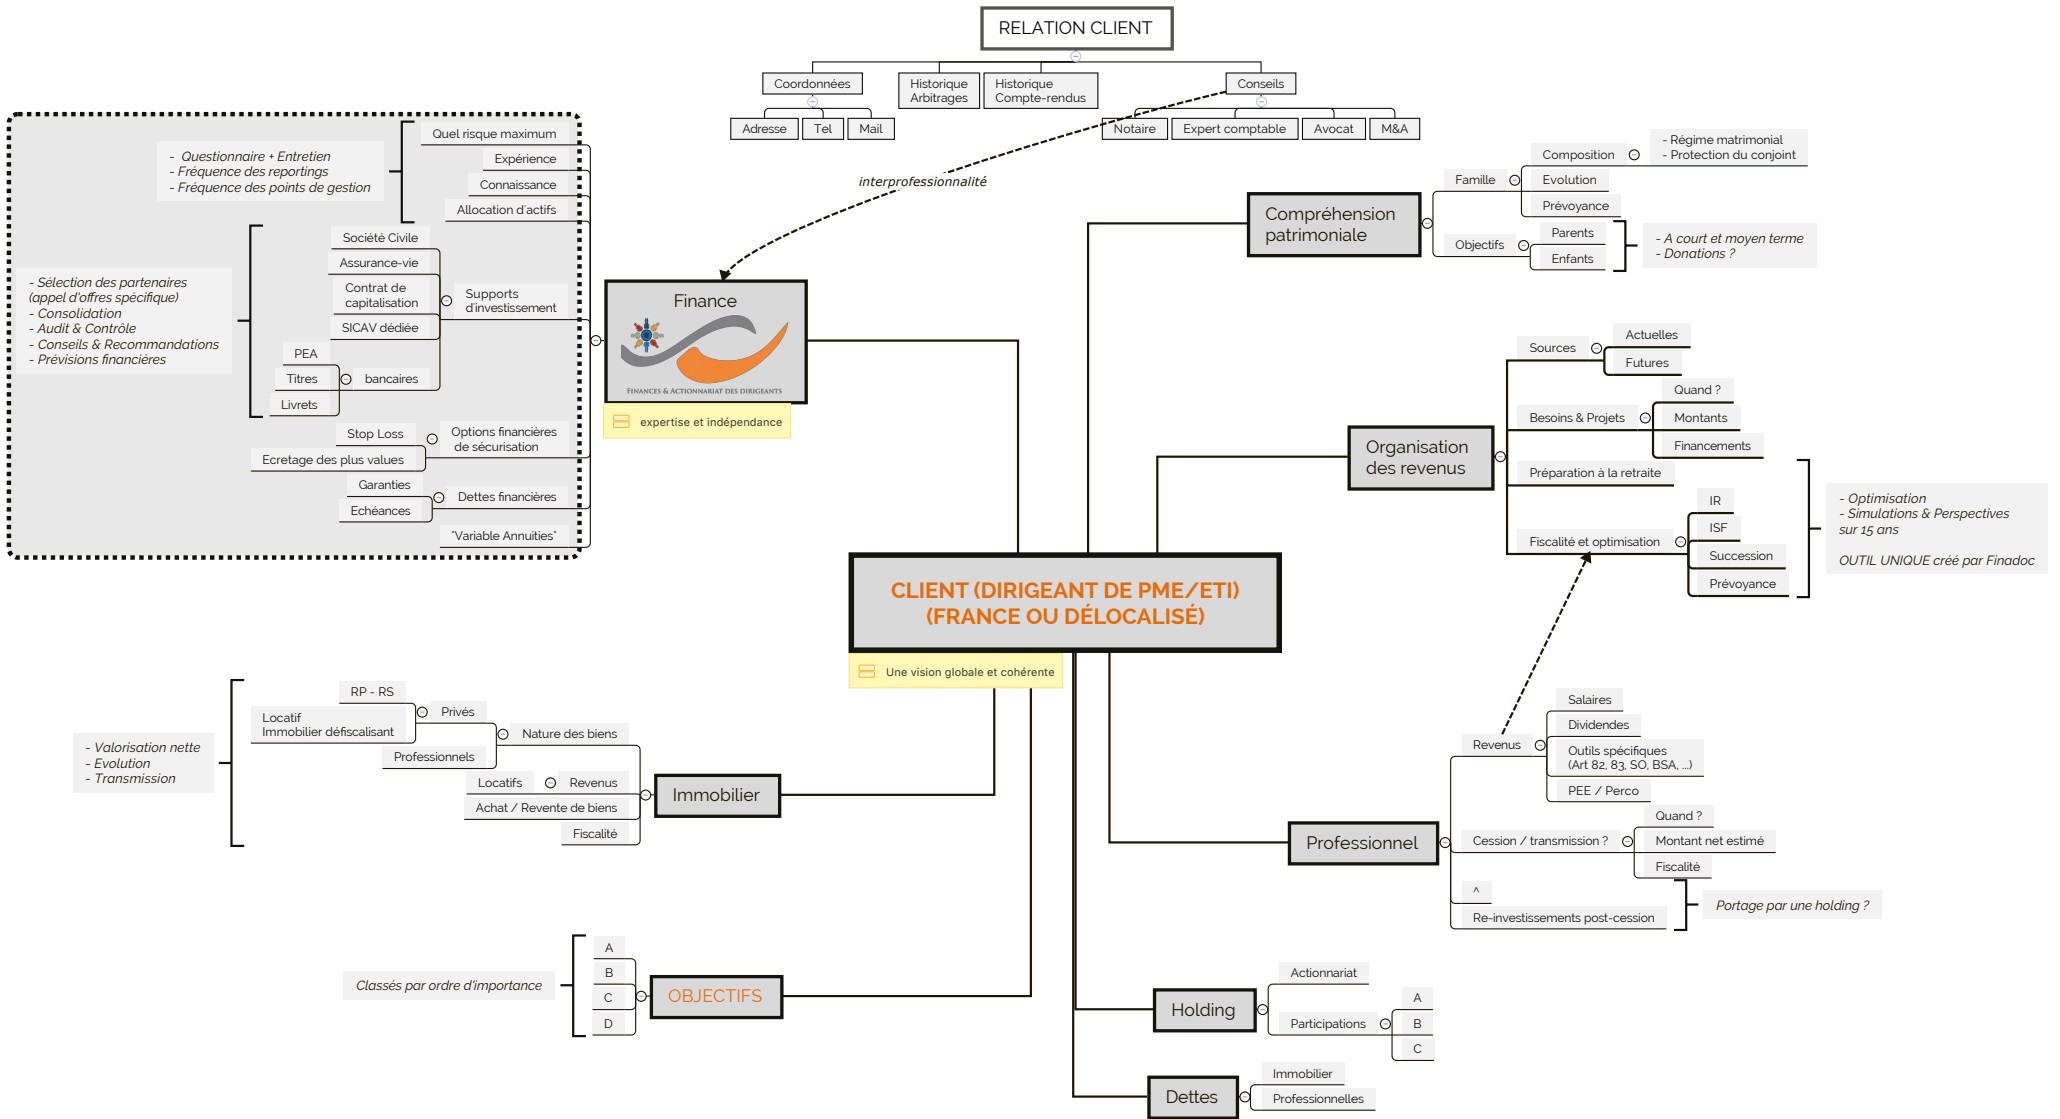 RELATION CLIENT
Coordonnées
Adresse
Tel
Mail
Historique
Arbitrages
Historique
Compte-rendus
Conseils
Notaire
Expert comptable
Avocat
M&A
interprofessionnalité
Finance
FINANCES & ACTIONNARIAT DES DIRIGEANTS
expertise et indépendance
Quel risque maximum
Expérience
Connaissance
Allocation d'actifs
- Questionnaire + Entretien
- Fréquence des reportings
- Fréquence des points de gestion
Supports
d'investissement
Société Civile
Assurance-vie
Contrat de
capitalisation
SICAV dédiée
bancaires
PEA
Titres
Livrets
- Sélection des partenaires
(appel d'offres spécifique)
- Consolidation
- Audit & Contrôle
- Conseils & Recommandations
- Prévisions financières
Options financières
de sécurisation
Stop Loss
Ecretage des plus values
Dettes financières
Garanties
Echéances
"Variable Annuities"
Compréhension
patrimoniale
Famille
Composition
- Régime matrimonial
- Protection du conjoint
Evolution
Prévoyance
Objectifs
Parents
Enfants
- A court et moyen terme
- Donations ?
Organisation
des revenus
Sources
Actuelles
Futures
Besoins & Projets
Quand ?
Montants
Financements
Préparation à la retraite
Fiscalité et optimisation
IR
ISF
Succession
Prévoyance
- Optimisation
- Simulations & Perspectives
sur 15 ans
OUTIL UNIQUE créé par Finadoc
CLIENT (DIRIGEANT DE PME/ETI)
(FRANCE OU DÉLOCALISÉ)
Une vision globale et cohérente
Immobilier
Nature des biens
Privés
RP - RS
Locatif
Immobilier défiscalisant
Professionnels
Revenus
Locatifs
Achat / Revente de biens
Fiscalité
- Valorisation nette
- Evolution
- Transmission
OBJECTIFS
A
B
C
D
Classés par ordre d'importance
Professionnel
Revenus
Salaires
Dividendes
Outils spécifiques
(Art 82, 83, SO, BSA, ...)
PEE / Perco
Cession / transmission ?
Quand ?
Montant net estimé
Fiscalité
^
Re-investissements post-cession
Portage par une holding ?
Holding
Actionnariat
Participations
A
B
C
Dettes
Immobilier
Professionnelles